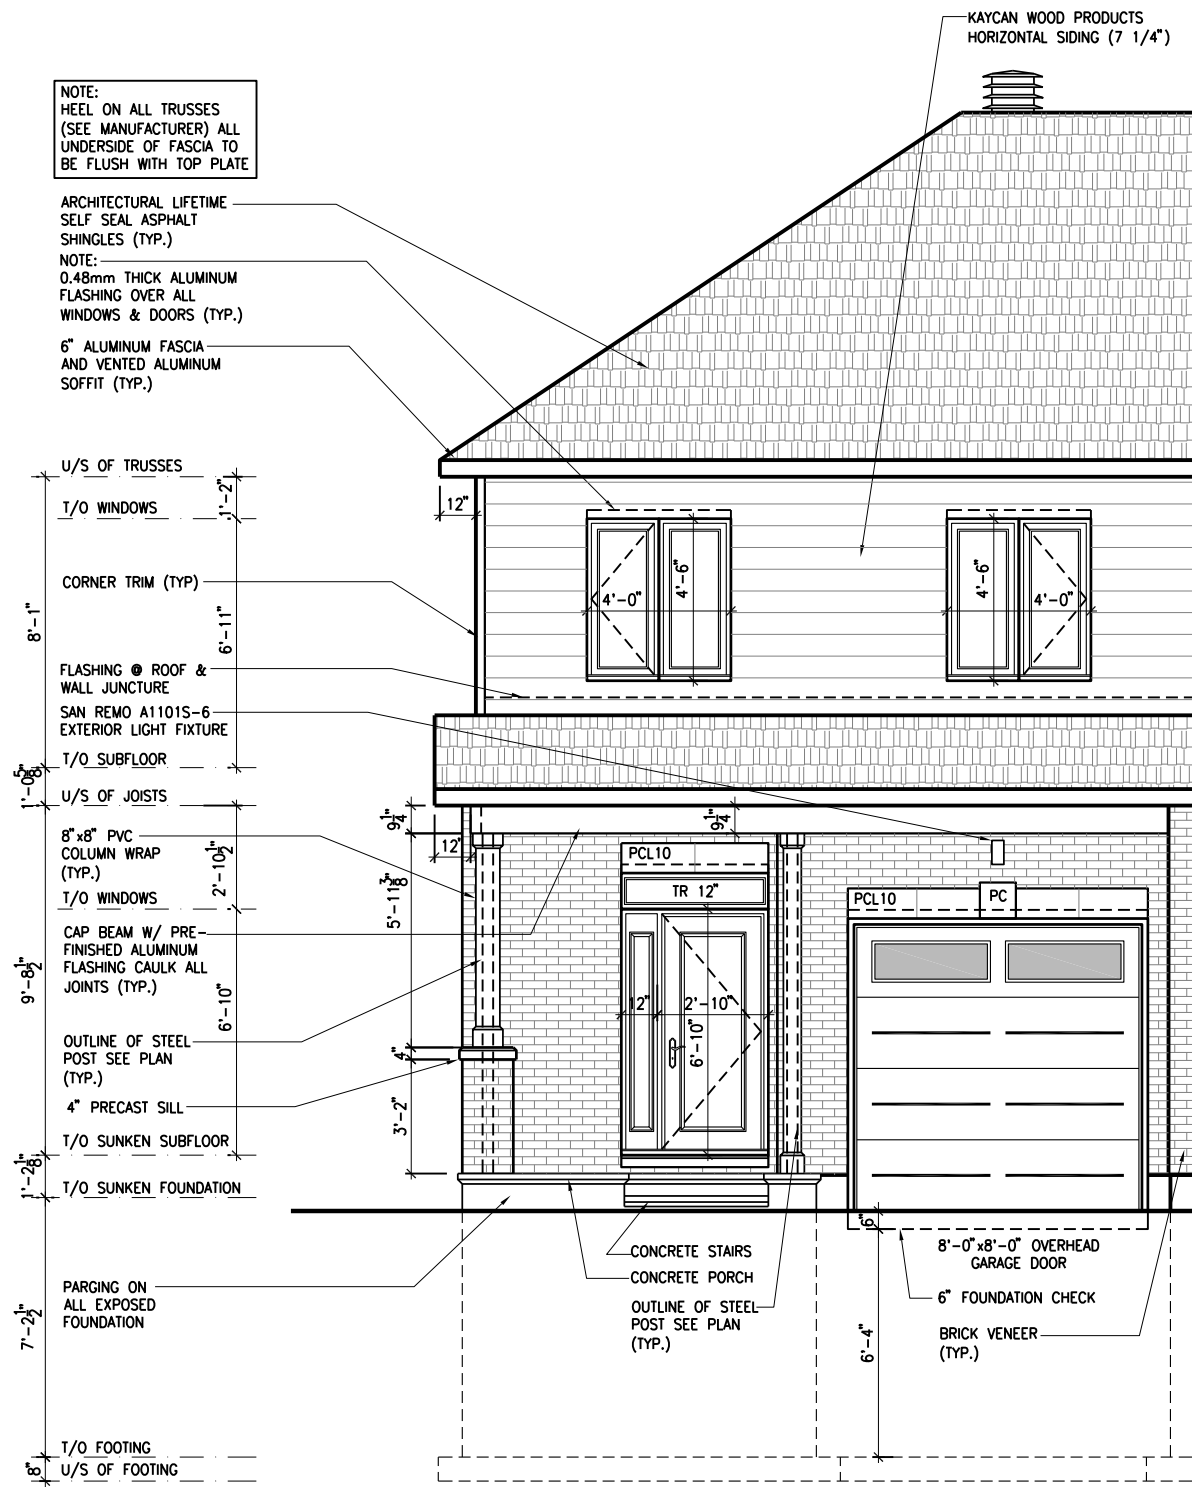 KAYCAN WOOD PRODUCTS
HORIZONTAL SIDING (7 1/4")
NOTE:
HEEL ON ALL TRUSSES
(SEE MANUFACTURER) ALL
UNDERSIDE OF FASCIA TO
BE FLUSH WITH TOP PLATE
ARCHITECTURAL LIFETIME
SELF SEAL ASPHALT
SHINGLES (TYP.)
NOTE:
0.48mm THICK ALUMINUM
FLASHING OVER ALL
WINDOWS & DOORS (TYP.)
6" ALUMINUM FASCIA
AND VENTED ALUMINUM
SOFFIT (TYP.)
U/S OF TRUSSES
1'-2"
12"
T/O WINDOWS
CORNER TRIM (TYP)
8'-1"
6'-11"
4'-0"
4'-6"
4'-6"
4'-0"
FLASHING @ ROOF &
WALL JUNCTURE
SAN REMO A1101S-6
EXTERIOR LIGHT FIXTURE
T/O SUBFLOOR
1'-0 5/8"
U/S OF JOISTS
9 1/4"
9 1/4"
8"x8" PVC
COLUMN WRAP
(TYP.)
2'-10 1/2"
12"
PCL10
T/O WINDOWS
5'-11 3/8"
TR 12"
PCL10
PC
CAP BEAM W/ PRE-
FINISHED ALUMINUM
FLASHING CAULK ALL
JOINTS (TYP.)
9'-8 1/2"
6'-10"
12"
2'-10"
6'-10"
OUTLINE OF STEEL
POST SEE PLAN
(TYP.)
4"
4" PRECAST SILL
3'-2"
T/O SUNKEN SUBFLOOR
1'-2 1/8"
T/O SUNKEN FOUNDATION
6"
CONCRETE STAIRS
CONCRETE PORCH
OUTLINE OF STEEL
POST SEE PLAN
(TYP.)
8'-0"x8'-0" OVERHEAD
GARAGE DOOR
6" FOUNDATION CHECK
BRICK VENEER
(TYP.)
PARGING ON
ALL EXPOSED
FOUNDATION
7'-2 1/2"
6'-4"
T/O FOOTING
8"
U/S OF FOOTING